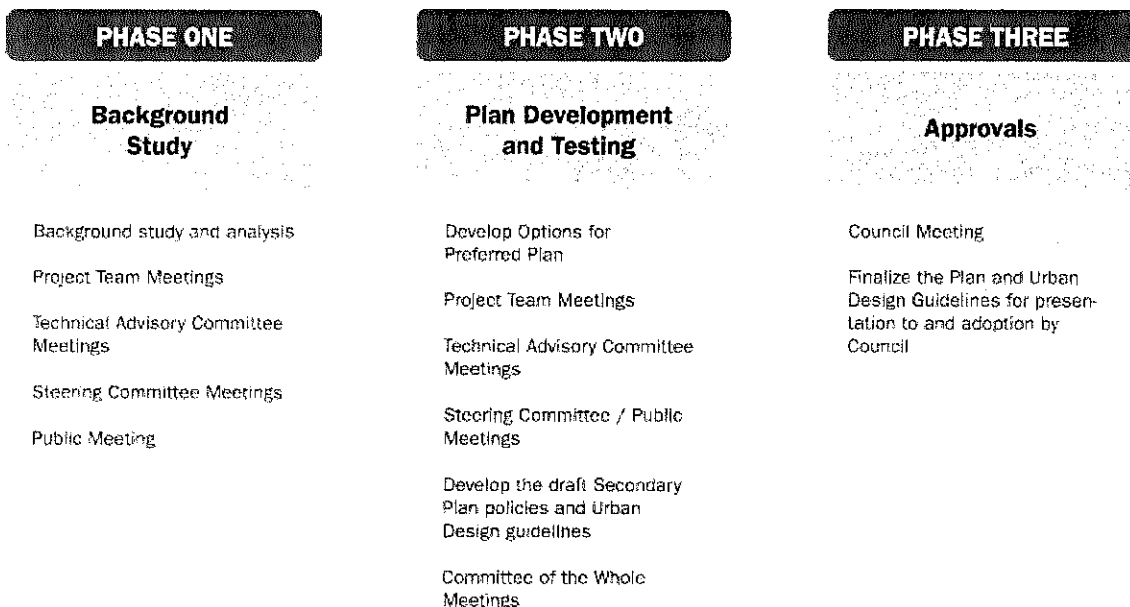 PHASE ONE
Background
Study
Background study and analysis
Project Team Meetings
Technical Advisory Committee
Meetings
Steering Committee Meetings
Public Meeting
PHASE TWO
Plan Development
and Testing
Develop Options for
Preferred Plan
Project Team Meetings
Technical Advisory Committee
Meetings
Steering Committee / Public
Meetings
Develop the draft Secondary
Plan policies and Urban
Design guidelines
Committee of the Whole
Meetings
PHASE THREE
Approvals
Council Meeting
Finalize the Plan and Urban
Design Guidelines for presen-
tation to and adoption by
Council